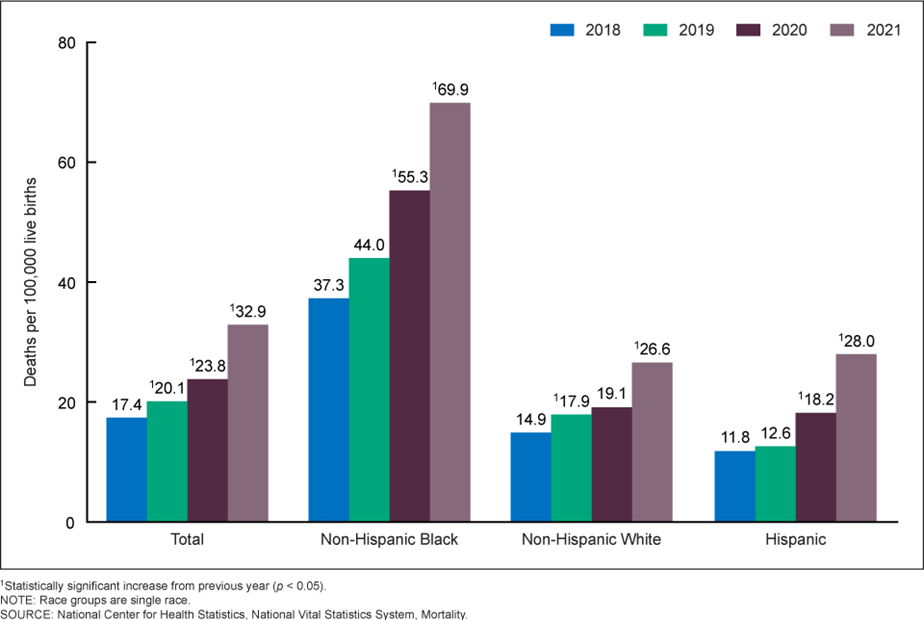 2018 2019 2020 2021
Deaths per 100,000 live births
80
60
40
20
0
17.4 ¹20.1 ¹23.8 ¹32.9
37.3 44.0 ¹55.3 ¹69.9
14.9 ¹17.9 19.1 ¹26.6
11.8 12.6 ¹18.2 ¹28.0
Total Non-Hispanic Black Non-Hispanic White Hispanic
¹Statistically significant increase from previous year (p < 0.05).
NOTE: Race groups are single race.
SOURCE: National Center for Health Statistics, National Vital Statistics System, Mortality.